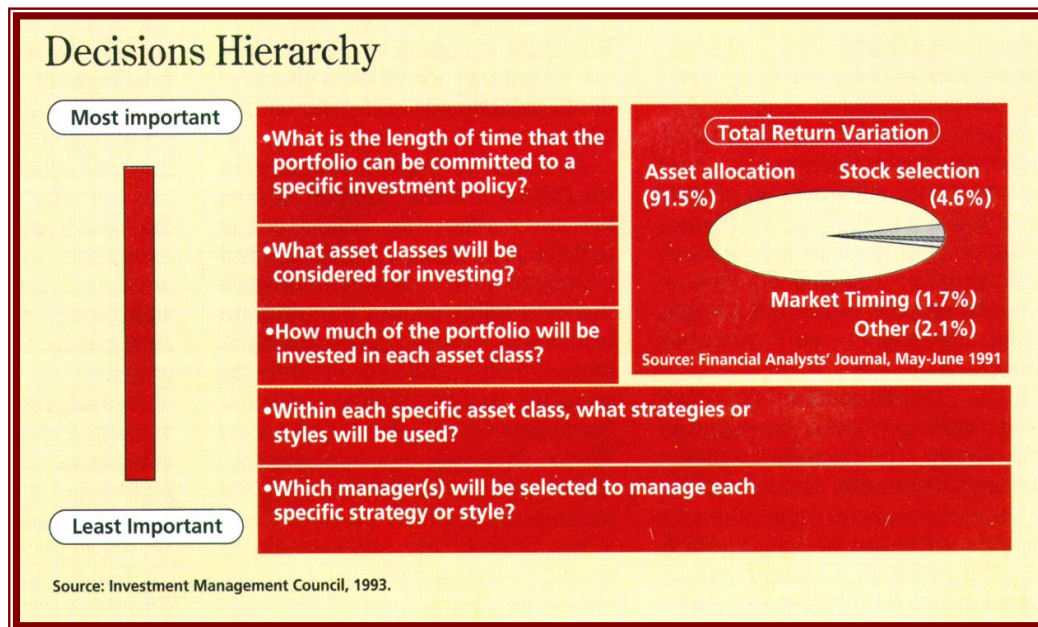 Decisions Hierarchy
Most important
•What is the length of time that the
portfolio can be committed to a
specific investment policy?
•What asset classes will be
considered for investing?
•How much of the portfolio will be
invested in each asset class?
•Within each specific asset class, what strategies or
styles will be used?
•Which manager(s) will be selected to manage each
specific strategy or style?
Least Important
Total Return Variation
Asset allocation
(91.5%)
Stock selection
(4.6%)
Market Timing (1.7%)
Other (2.1%)
Source: Financial Analysts' Journal, May-June 1991
Source: Investment Management Council, 1993.